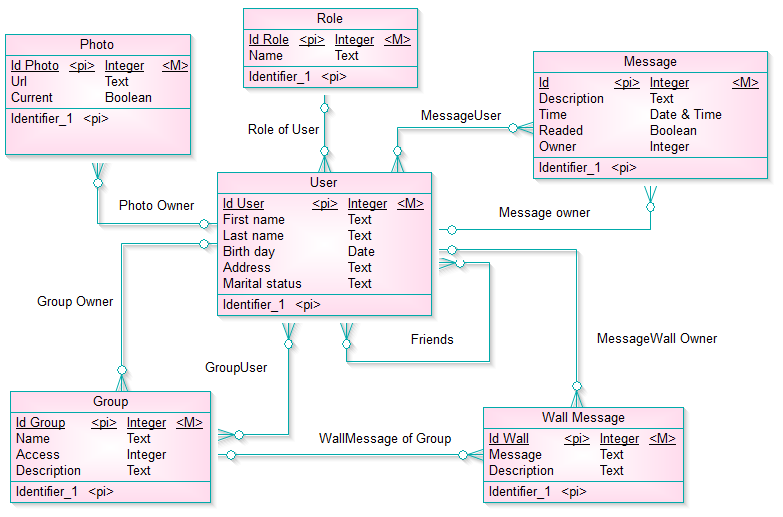 Role
Id Role <pi> Integer <M>
Name Text
Identifier_1 <pi>
Photo
Id Photo <pi> Integer <M>
Url Text
Current Boolean
Identifier_1 <pi>
Message
Id <pi> Integer <M>
Description Text
Time Date & Time
Readed Boolean
Owner Integer
Identifier_1 <pi>
MessageUser
Role of User
User
Id User <pi> Integer <M>
First name Text
Last name Text
Birth day Date
Address Text
Marital status Text
Identifier_1 <pi>
Photo Owner
Message owner
Group Owner
Friends
MessageWall Owner
GroupUser
Group
Id Group <pi> Integer <M>
Name Text
Access Integer
Description Text
Identifier_1 <pi>
WallMessage of Group
Wall Message
Id Wall <pi> Integer <M>
Message Text
Description Text
Identifier_1 <pi>